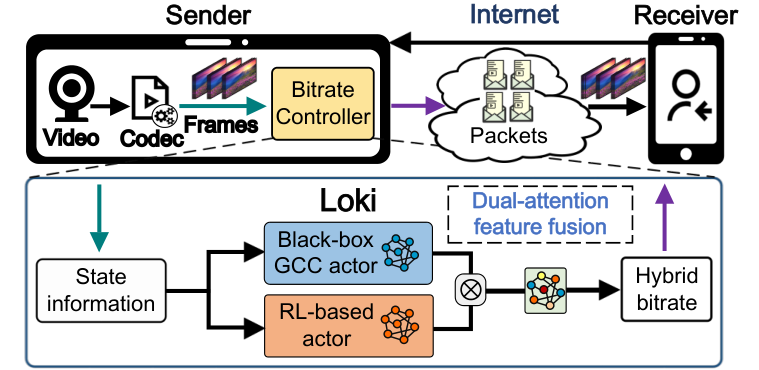 Sender
Internet
Receiver
Video
Codec
Frames
Bitrate
Controller
Packets
Loki
Dual-attention
feature fusion
State
information
Black-box
GCC actor
RL-based
actor
Hybrid
bitrate